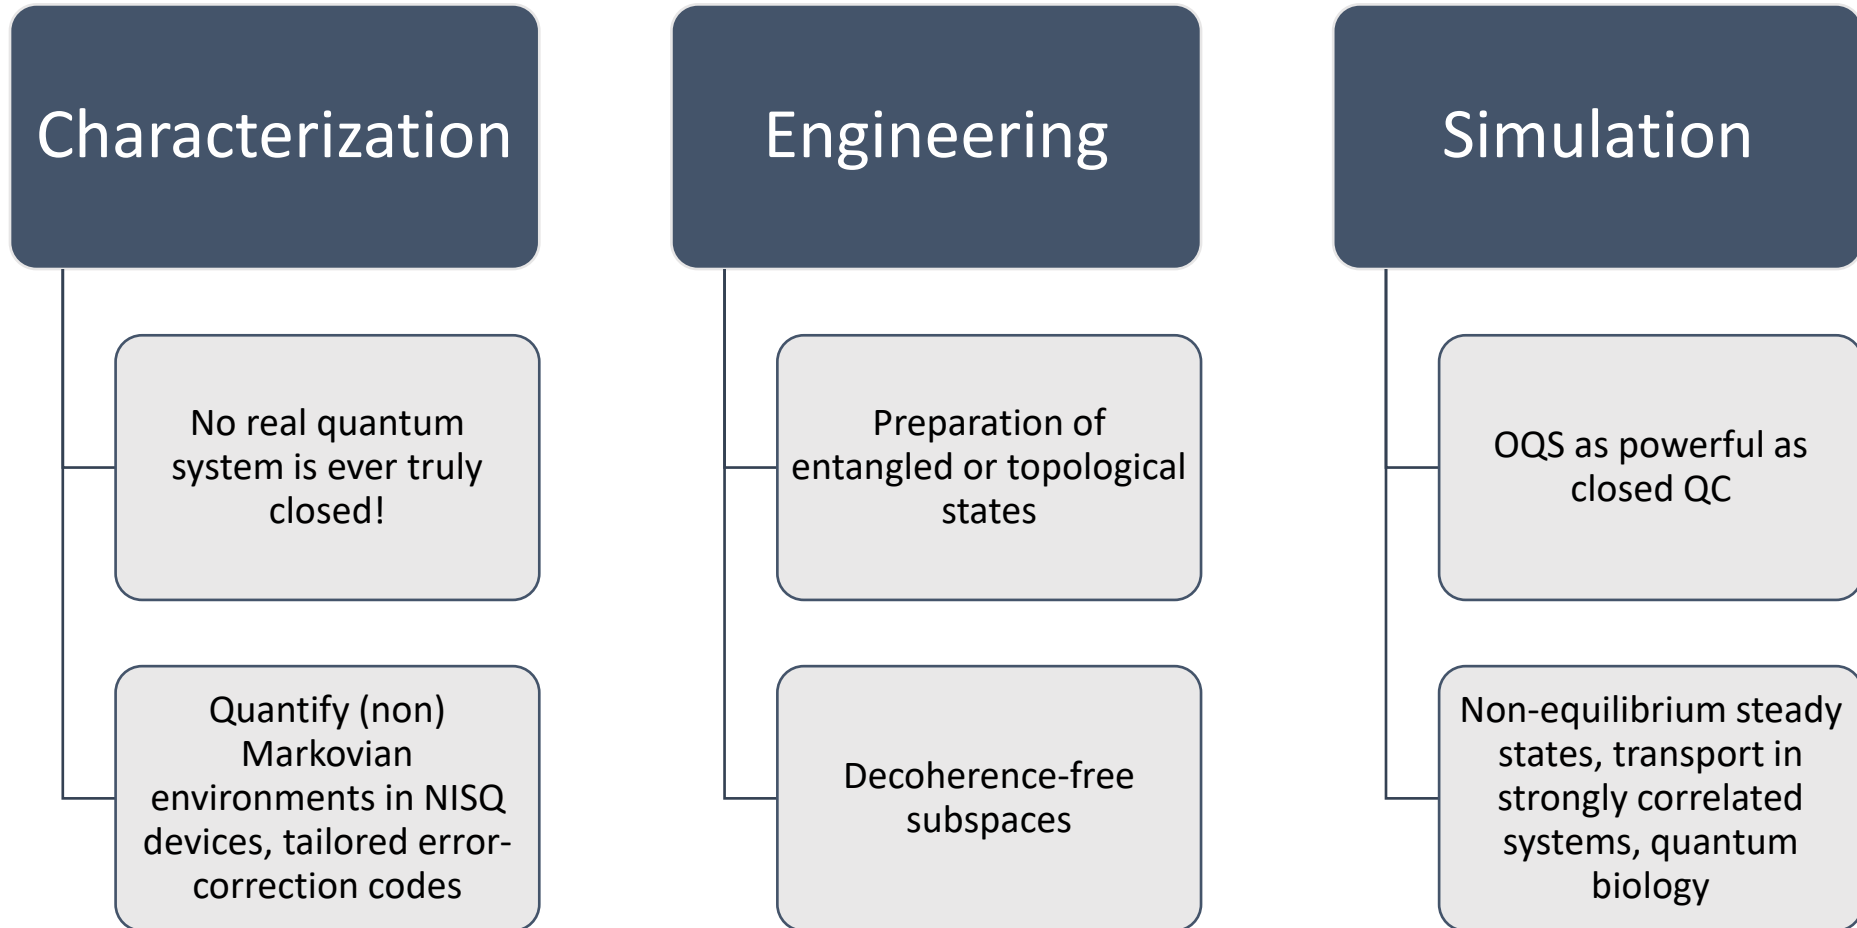 Characterization
No real quantum
system is ever truly
closed!
Quantify (non)
Markovian
environments in NISQ
devices, tailored error-
correction codes
Engineering
Preparation of
entangled or topological
states
Decoherence-free
subspaces
Simulation
OQS as powerful as
closed QC
Non-equilibrium steady
states, transport in
strongly correlated
systems, quantum
biology